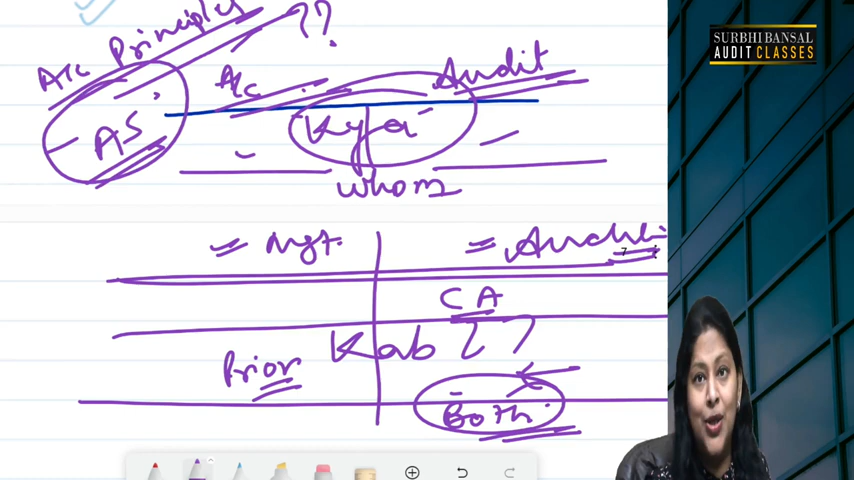 SURBHI BANSAL
AUDIT CLASSES
A/c Principles ??
AS
A/c Audit
Kya
whom
Mgt. Auditor
CA
Kab ??
Prior Both